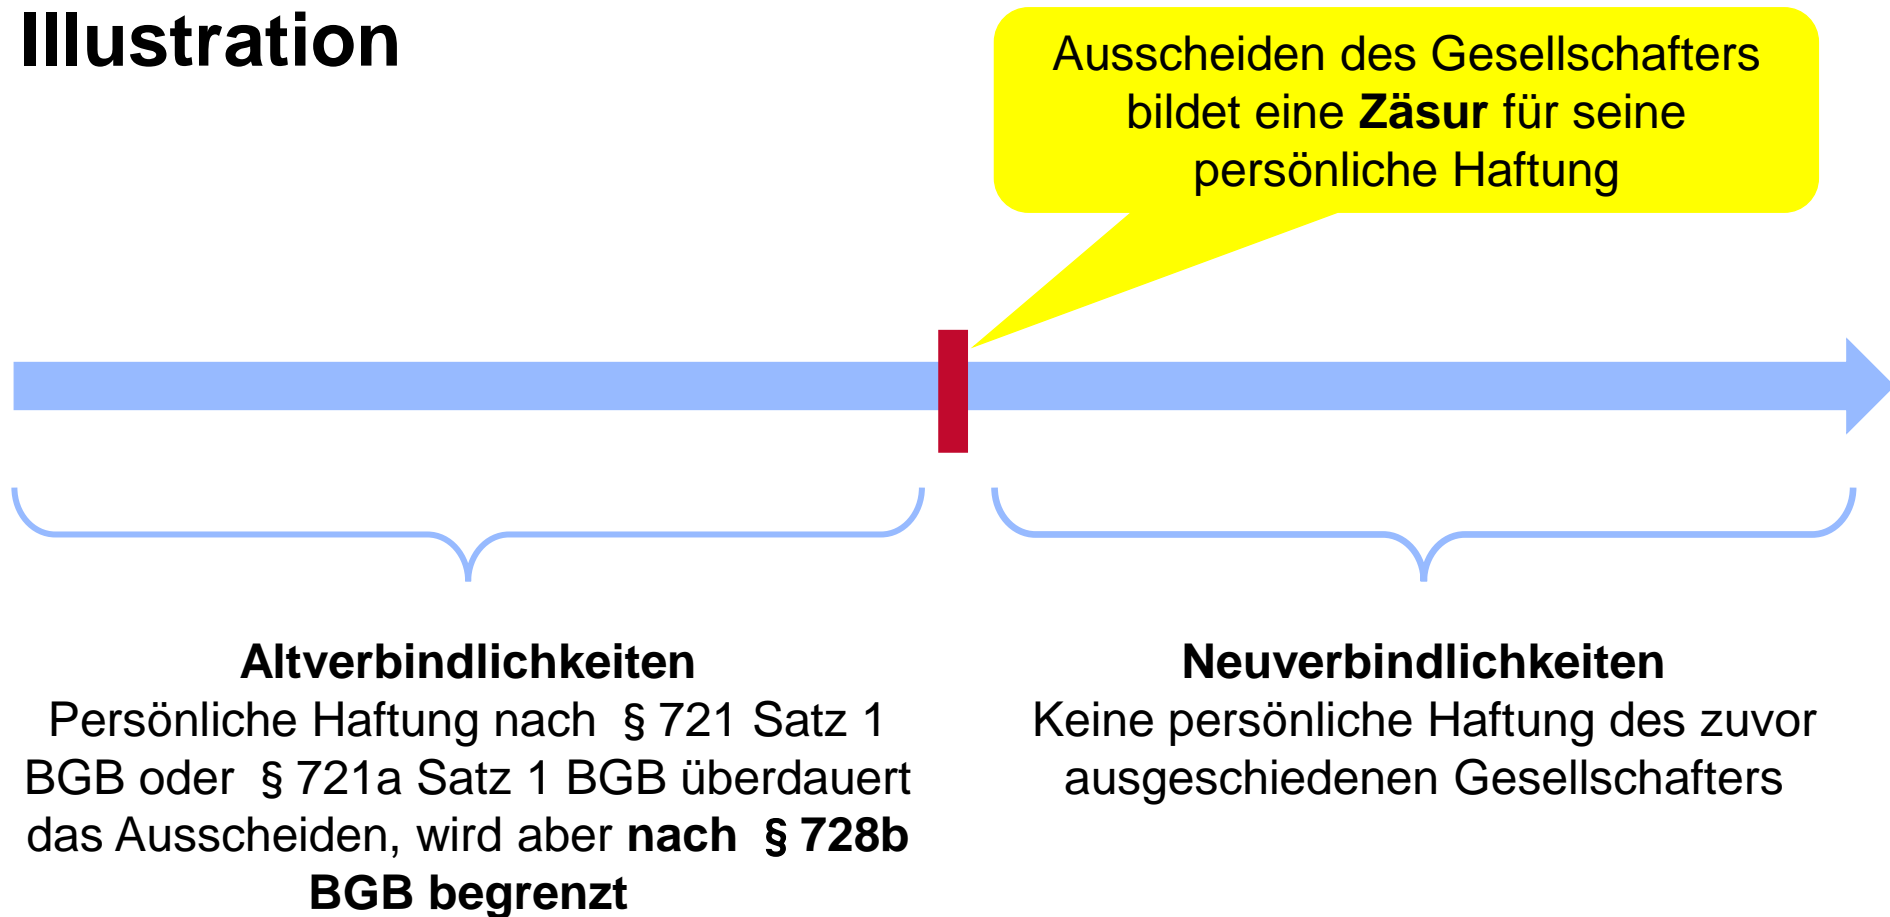 Illustration
Ausscheiden des Gesellschafters
bildet eine Zäsur für seine
persönliche Haftung
Altverbindlichkeiten
Persönliche Haftung nach § 721 Satz 1
BGB oder § 721a Satz 1 BGB überdauert
das Ausscheiden, wird aber nach § 728b
BGB begrenzt
Neuverbindlichkeiten
Keine persönliche Haftung des zuvor
ausgeschiedenen Gesellschafters